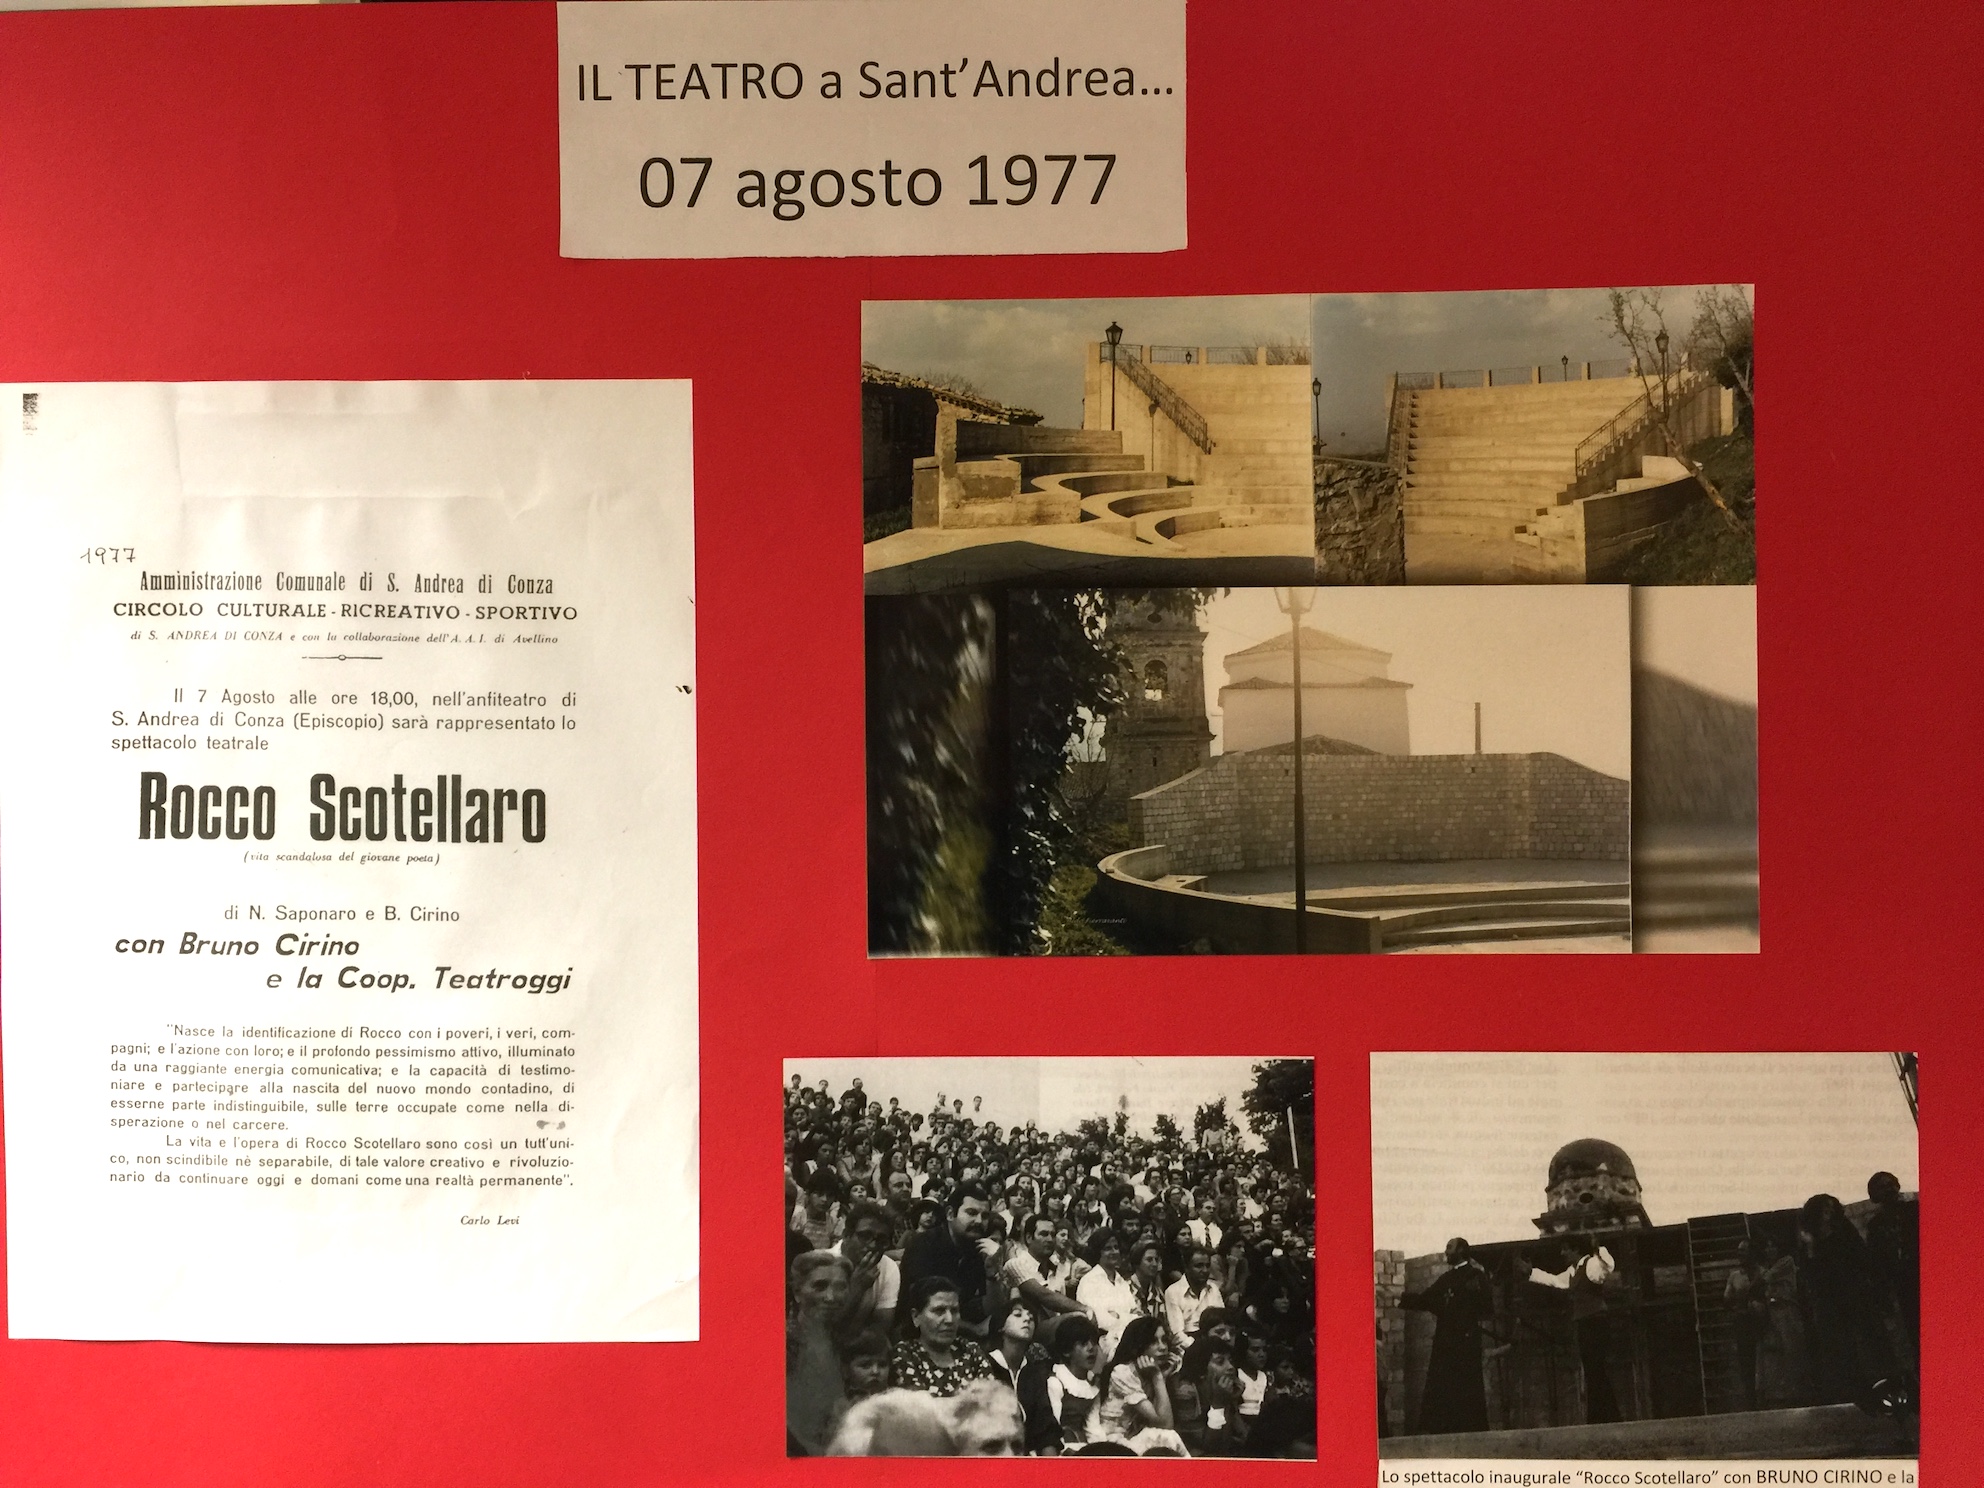 IL TEATRO a Sant'Andrea...
07 agosto 1977
1977
Amministrazione Comunale di S. Andrea di Conza
CIRCOLO CULTURALE - RICREATIVO - SPORTIVO
di S. ANDREA DI CONZA e con la collaborazione dell'A. A. I. di Avellino
Il 7 Agosto alle ore 18,00, nell'anfiteatro di
S. Andrea di Conza (Episcopio) sarà rappresentato lo
spettacolo teatrale
Rocco Scotellaro
(vita scandalosa del giovane poeta)
di N. Saponaro e B. Cirino
con Bruno Cirino
e la Coop. Teatroggi
"Nasce la identificazione di Rocco con i poveri, i veri, com-
pagni; e l'azione con loro; e il profondo pessimismo attivo, illuminato
da una raggiante energia comunicativa; e la capacità di testimo-
niare e partecipare alla nascita del nuovo mondo contadino, di
esserne parte indistinguibile, sulle terre occupate come nella di-
sperazione o nel carcere.
La vita e l'opera di Rocco Scotellaro sono così un tutt'uni-
co, non scindibile nè separabile, di tale valore creativo e rivoluzio-
nario da continuare oggi e domani come una realtà permanente".
Carlo Levi
Lo spettacolo inaugurale "Rocco Scotellaro" con BRUNO CIRINO e la